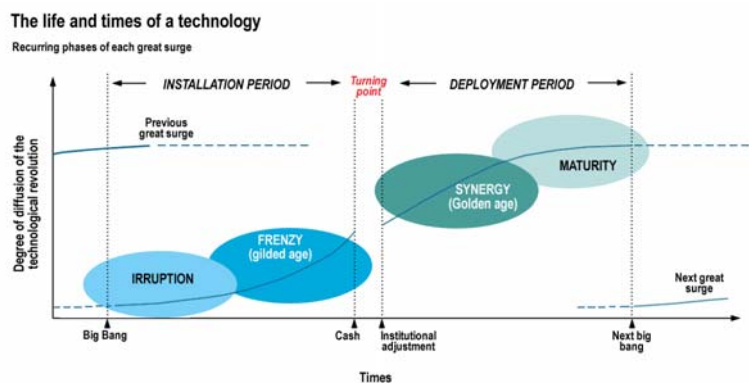 The life and times of a technology
Recurring phases of each great surge
INSTALLATION PERIOD
Turning
point
DEPLOYMENT PERIOD
Previous
great surge
Degree of diffusion of the
technological revolution
MATURITY
SYNERGY
(Golden age)
FRENZY
(gilded age)
IRRUPTION
Next great
surge
Big Bang
Cash
Institutional
adjustment
Next big
bang
Times